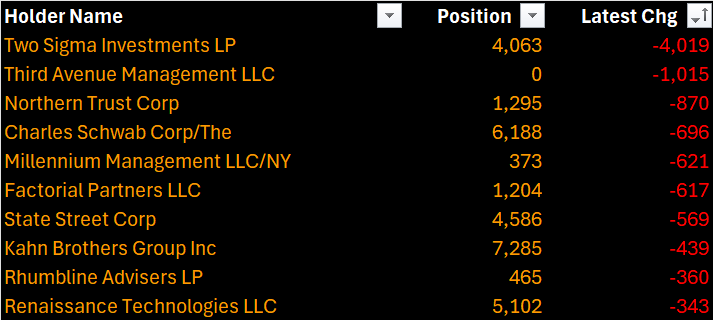 Holder Name Position Latest Chg
Two Sigma Investments LP 4,063 -4,019
Third Avenue Management LLC 0 -1,015
Northern Trust Corp 1,295 -870
Charles Schwab Corp/The 6,188 -696
Millennium Management LLC/NY 373 -621
Factorial Partners LLC 1,204 -617
State Street Corp 4,586 -569
Kahn Brothers Group Inc 7,285 -439
Rhumbline Advisers LP 465 -360
Renaissance Technologies LLC 5,102 -343